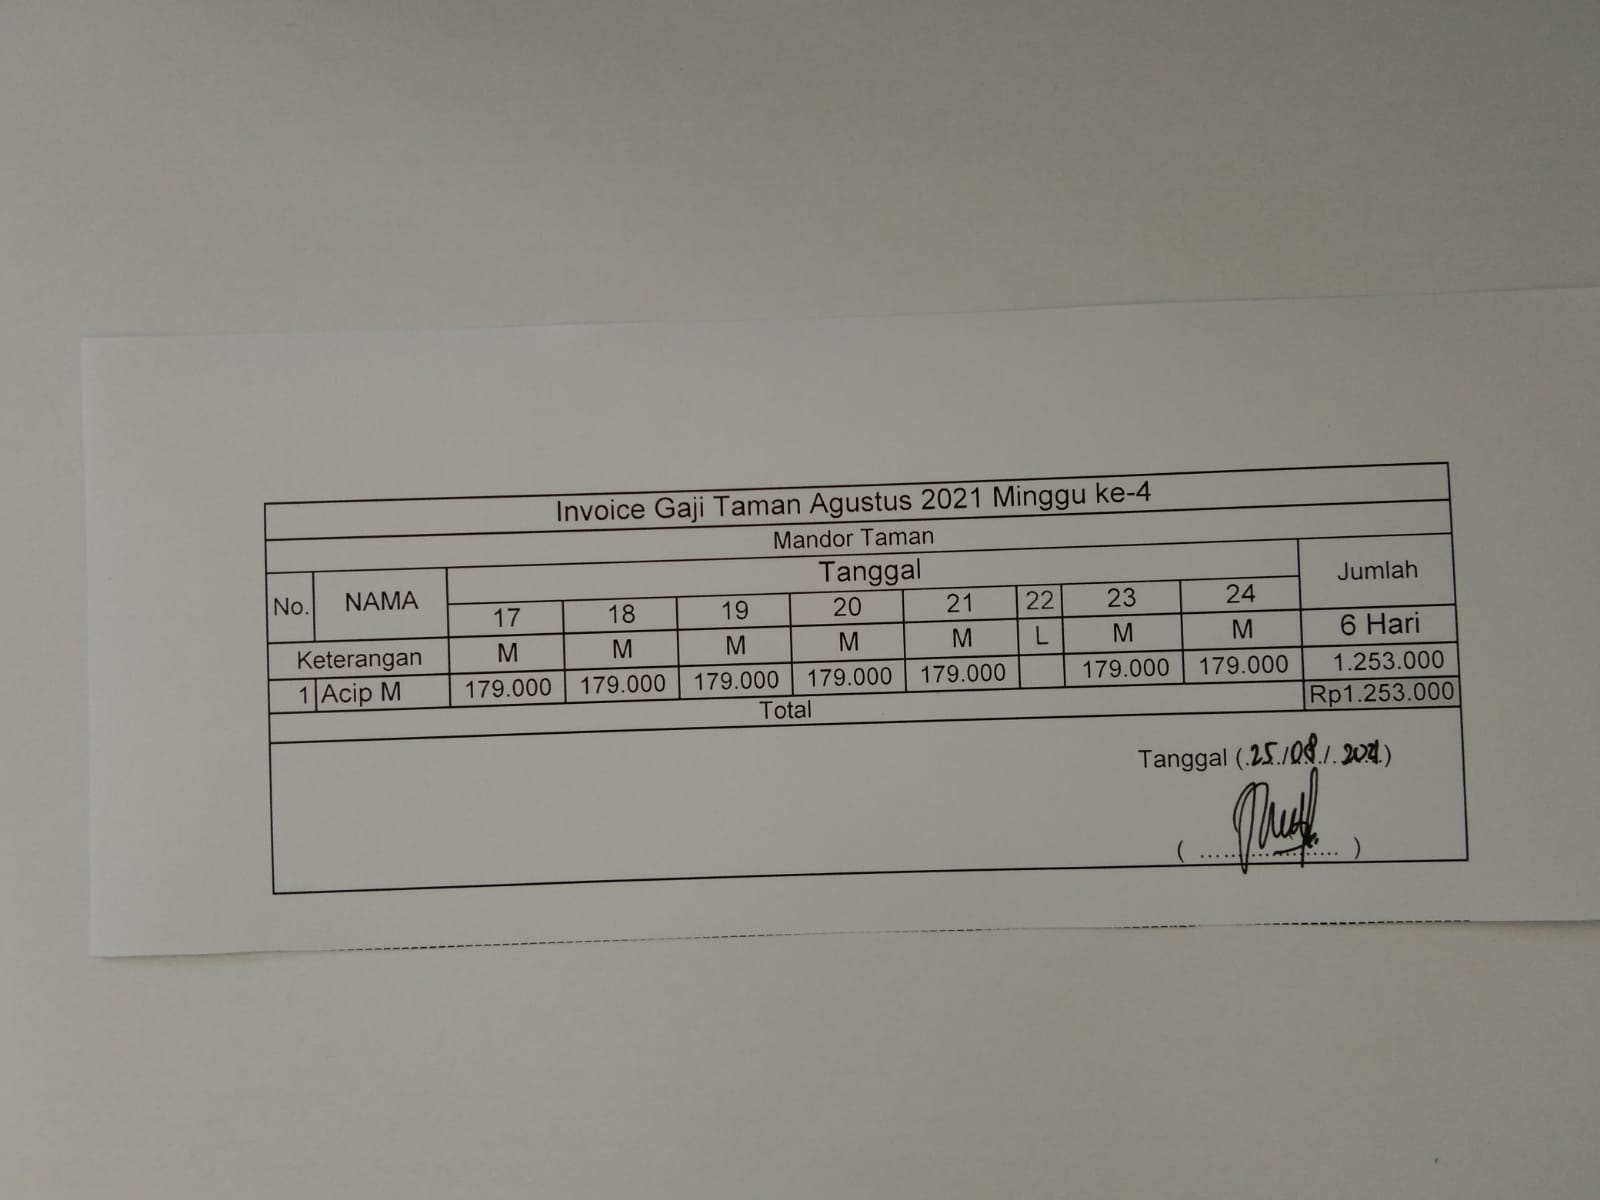 Invoice Gaji Taman Agustus 2021 Minggu ke-4
Mandor Taman
No. NAMA Tanggal Jumlah
17 18 19 20 21 22 23 24
Keterangan M M M M M L M M 6 Hari
1 Acip M 179.000 179.000 179.000 179.000 179.000 179.000 179.000 1.253.000
Total Rp1.253.000
Tanggal (.25./08./.2021.)
( ..................... )